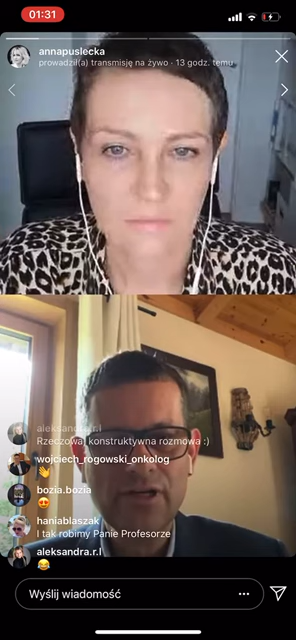 01:31
annapuslecka
prowadził(a) transmisję na żywo · 13 godz. temu
aleksandra.r.l
Rzeczowa, konstruktywna rozmowa :)
wojciech_rogowski_onkolog
👋
bozia.bozia
😍
haniablaszak
I tak robimy Panie Profesorze
aleksandra.r.l
😂
Wyślij wiadomość